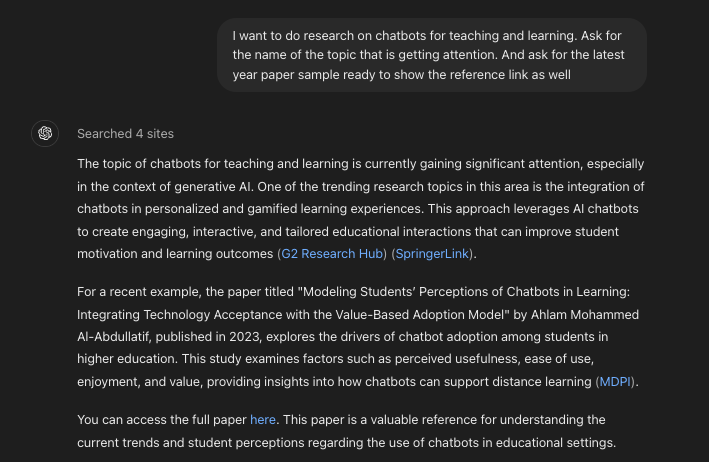 I want to do research on chatbots for teaching and learning. Ask for
the name of the topic that is getting attention. And ask for the latest
year paper sample ready to show the reference link as well
Searched 4 sites
The topic of chatbots for teaching and learning is currently gaining significant attention, especially
in the context of generative AI. One of the trending research topics in this area is the integration of
chatbots in personalized and gamified learning experiences. This approach leverages AI chatbots
to create engaging, interactive, and tailored educational interactions that can improve student
motivation and learning outcomes (G2 Research Hub) (SpringerLink).
For a recent example, the paper titled "Modeling Students’ Perceptions of Chatbots in Learning:
Integrating Technology Acceptance with the Value-Based Adoption Model" by Ahlam Mohammed
Al-Abdullatif, published in 2023, explores the drivers of chatbot adoption among students in
higher education. This study examines factors such as perceived usefulness, ease of use,
enjoyment, and value, providing insights into how chatbots can support distance learning (MDPI).
You can access the full paper here. This paper is a valuable reference for understanding the
current trends and student perceptions regarding the use of chatbots in educational settings.